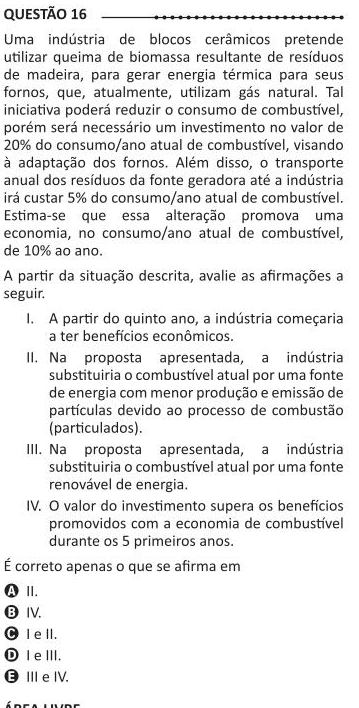 QUESTÃO 16
Uma indústria de blocos cerâmicos pretende
utilizar queima de biomassa resultante de resíduos
de madeira, para gerar energia térmica para seus
fornos, que, atualmente, utilizam gás natural. Tal
iniciativa poderá reduzir o consumo de combustível,
porém será necessário um investimento no valor de
20% do consumo/ano atual de combustível, visando
à adaptação dos fornos. Além disso, o transporte
anual dos resíduos da fonte geradora até a indústria
irá custar 5% do consumo/ano atual de combustível.
Estima-se que essa alteração promova uma
economia, no consumo/ano atual de combustível,
de 10% ao ano.
A partir da situação descrita, avalie as afirmações a
seguir.
I. A partir do quinto ano, a indústria começaria
a ter benefícios econômicos.
II. Na proposta apresentada, a indústria
substituiria o combustível atual por uma fonte
de energia com menor produção e emissão de
partículas devido ao processo de combustão
(particulados).
III. Na proposta apresentada, a indústria
substituiria o combustível atual por uma fonte
renovável de energia.
IV. O valor do investimento supera os benefícios
promovidos com a economia de combustível
durante os 5 primeiros anos.
É correto apenas o que se afirma em
A II.
B IV.
C I e II.
D I e III.
E III e IV.
ÁREA LIVRE